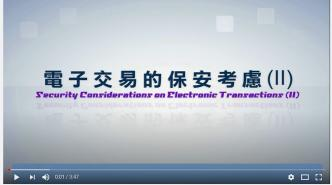 電子交易的保安考慮(II)
Security Considerations on Electronic Transactions (II)
0:01 / 3:47